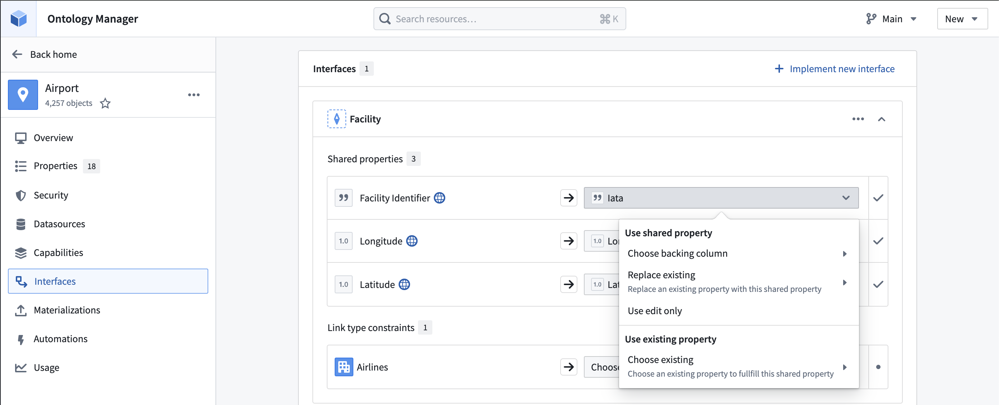 Ontology Manager
Search resources…
⌘ K
Main
New
Back home
Airport
4,257 objects
Overview
Properties 18
Security
Datasources
Capabilities
Interfaces
Materializations
Automations
Usage
Interfaces 1
+ Implement new interface
Facility
Shared properties 3
Facility Identifier
Iata
1.0 Longitude
1.0 Lo
1.0 Latitude
1.0 Lat
Link type constraints 1
Airlines
Choose
Use shared property
Choose backing column
Replace existing
Replace an existing property with this shared property
Use edit only
Use existing property
Choose existing
Choose an existing property to fullfill this shared property